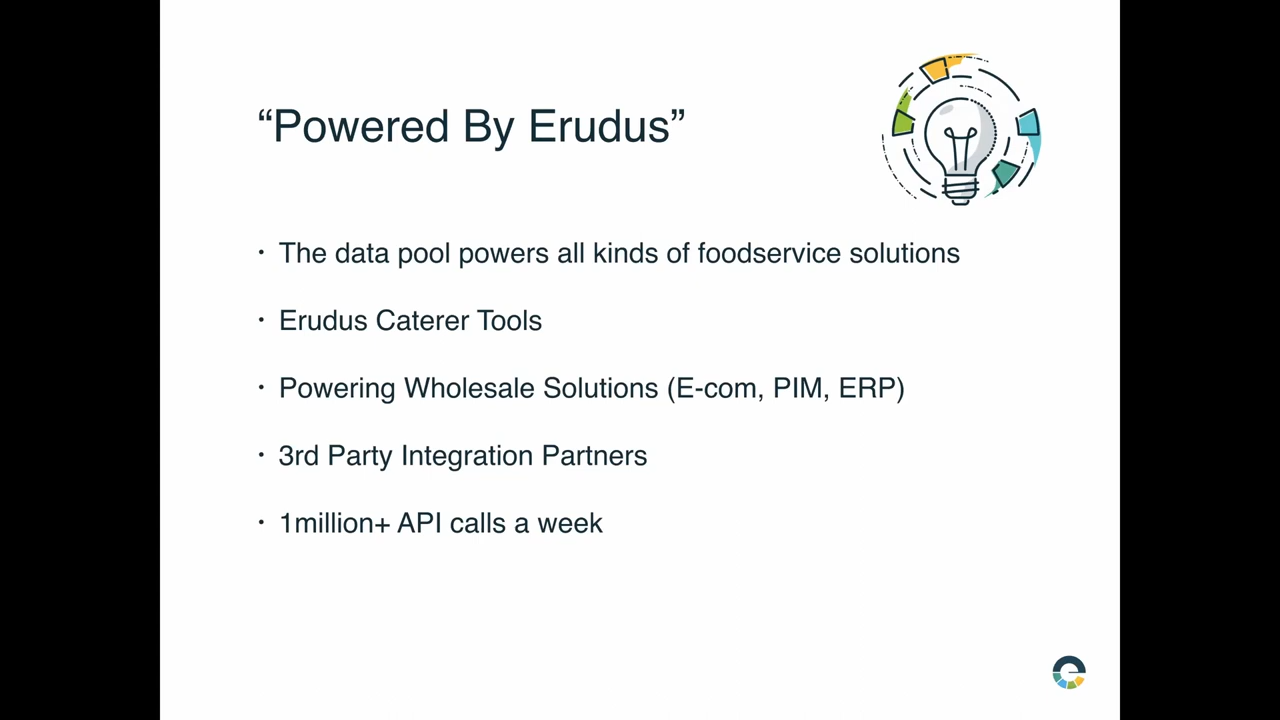 “Powered By Erudus”
• The data pool powers all kinds of foodservice solutions
• Erudus Caterer Tools
• Powering Wholesale Solutions (E-com, PIM, ERP)
• 3rd Party Integration Partners
• 1million+ API calls a week